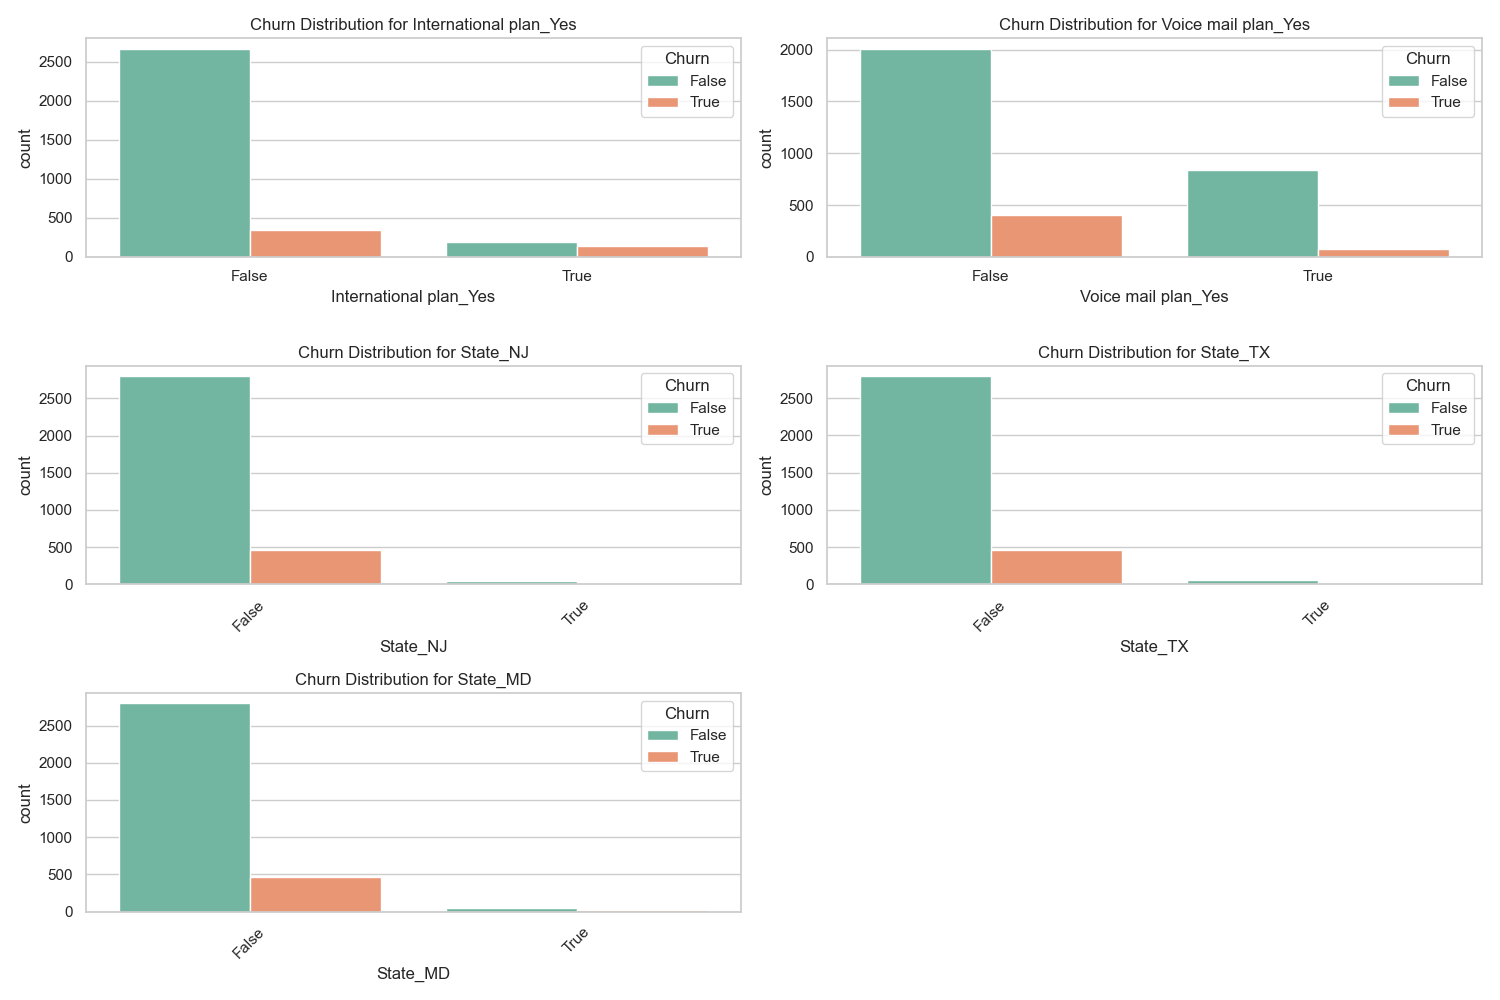 Churn Distribution for International plan_Yes
2500
2000
1500
1000
500
0
count
Churn
False
True
False True
International plan_Yes
Churn Distribution for Voice mail plan_Yes
2000
1500
1000
500
0
count
Churn
False
True
False True
Voice mail plan_Yes
Churn Distribution for State_NJ
2500
2000
1500
1000
500
0
count
Churn
False
True
False True
State_NJ
Churn Distribution for State_TX
2500
2000
1500
1000
500
0
count
Churn
False
True
False True
State_TX
Churn Distribution for State_MD
2500
2000
1500
1000
500
0
count
Churn
False
True
False True
State_MD